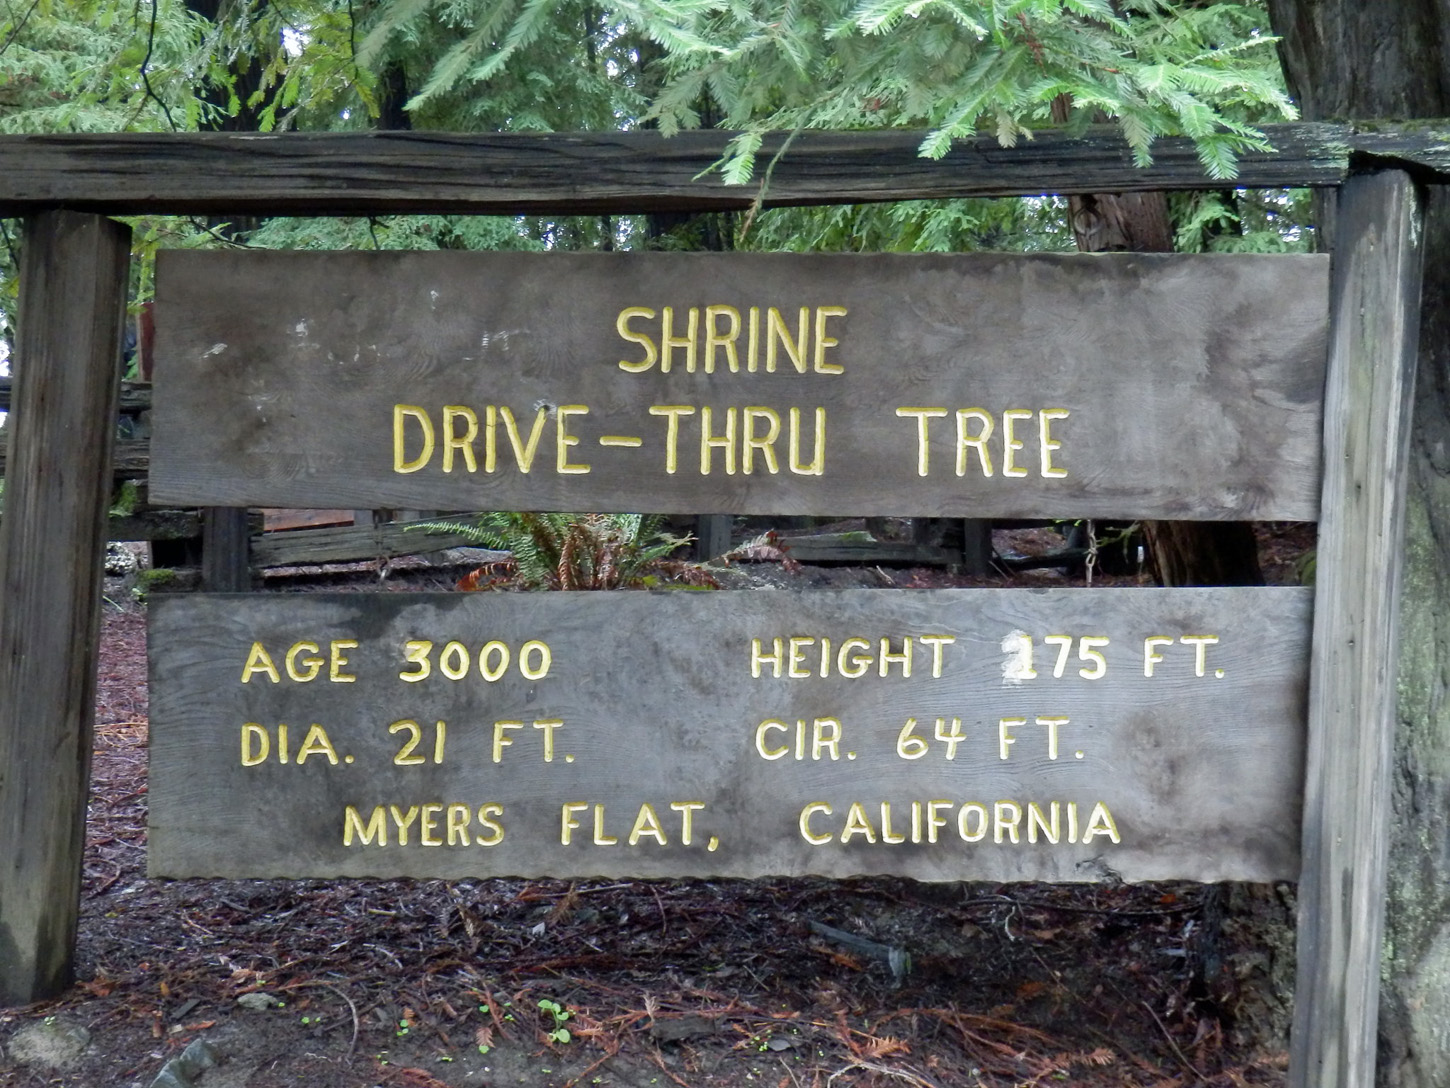 SHRINE
DRIVE-THRU TREE
AGE 3000 HEIGHT 175 FT.
DIA. 21 FT. CIR. 64 FT.
MYERS FLAT, CALIFORNIA